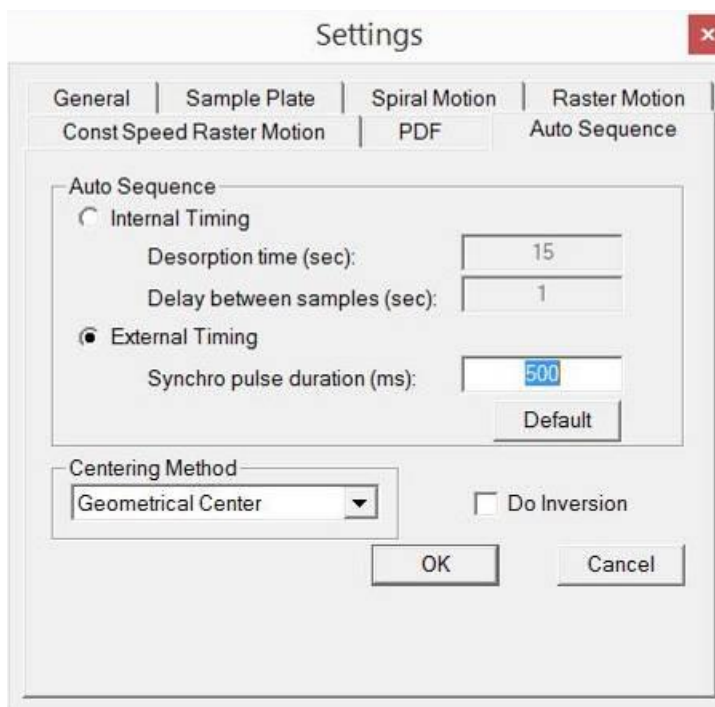 Settings
General Sample Plate Spiral Motion Raster Motion
Const Speed Raster Motion PDF Auto Sequence
Auto Sequence
Internal Timing
Desorption time (sec): 15
Delay between samples (sec): 1
External Timing
Synchro pulse duration (ms): 500
Default
Centering Method
Geometrical Center Do Inversion
OK Cancel